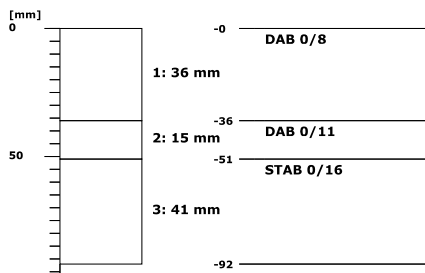 [mm]
0
-0
DAB 0/8
1: 36 mm
-36
DAB 0/11
2: 15 mm
50
-51
STAB 0/16
3: 41 mm
-92